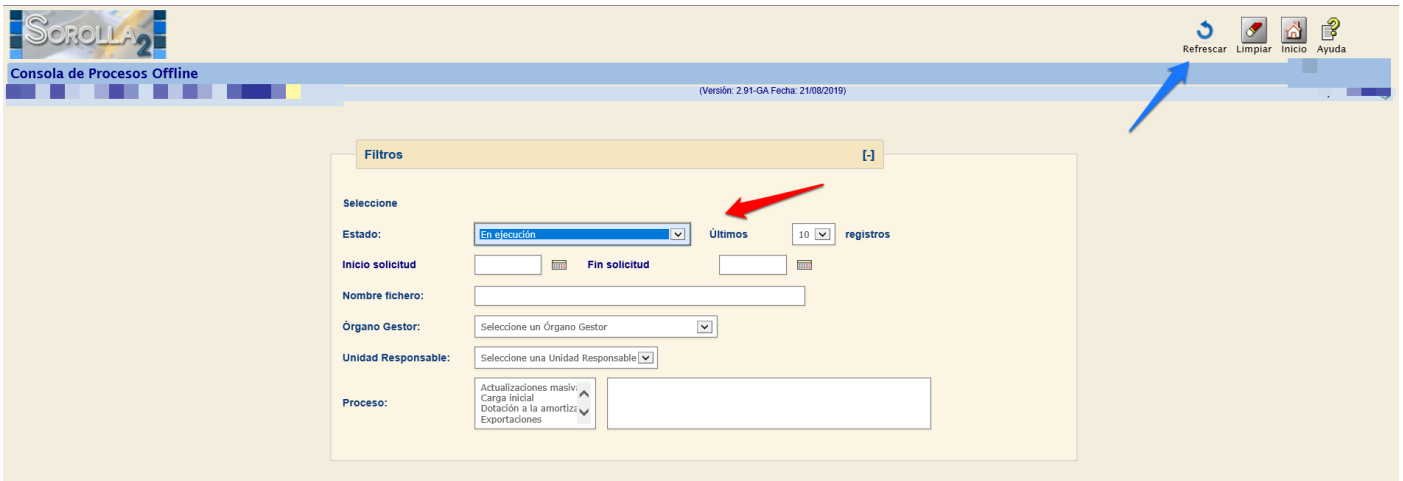 SOROLLA2
Refrescar Limpiar Inicio Ayuda
Consola de Procesos Offline
(Versión: 2.91-GA Fecha: 21/08/2019)
Filtros [-]
Seleccione
Estado: En ejecución Últimos 10 registros
Inicio solicitud Fin solicitud
Nombre fichero:
Órgano Gestor: Seleccione un Órgano Gestor
Unidad Responsable: Seleccione una Unidad Responsable
Proceso: Actualizaciones masiv
Carga inicial
Dotación a la amortiza
Exportaciones